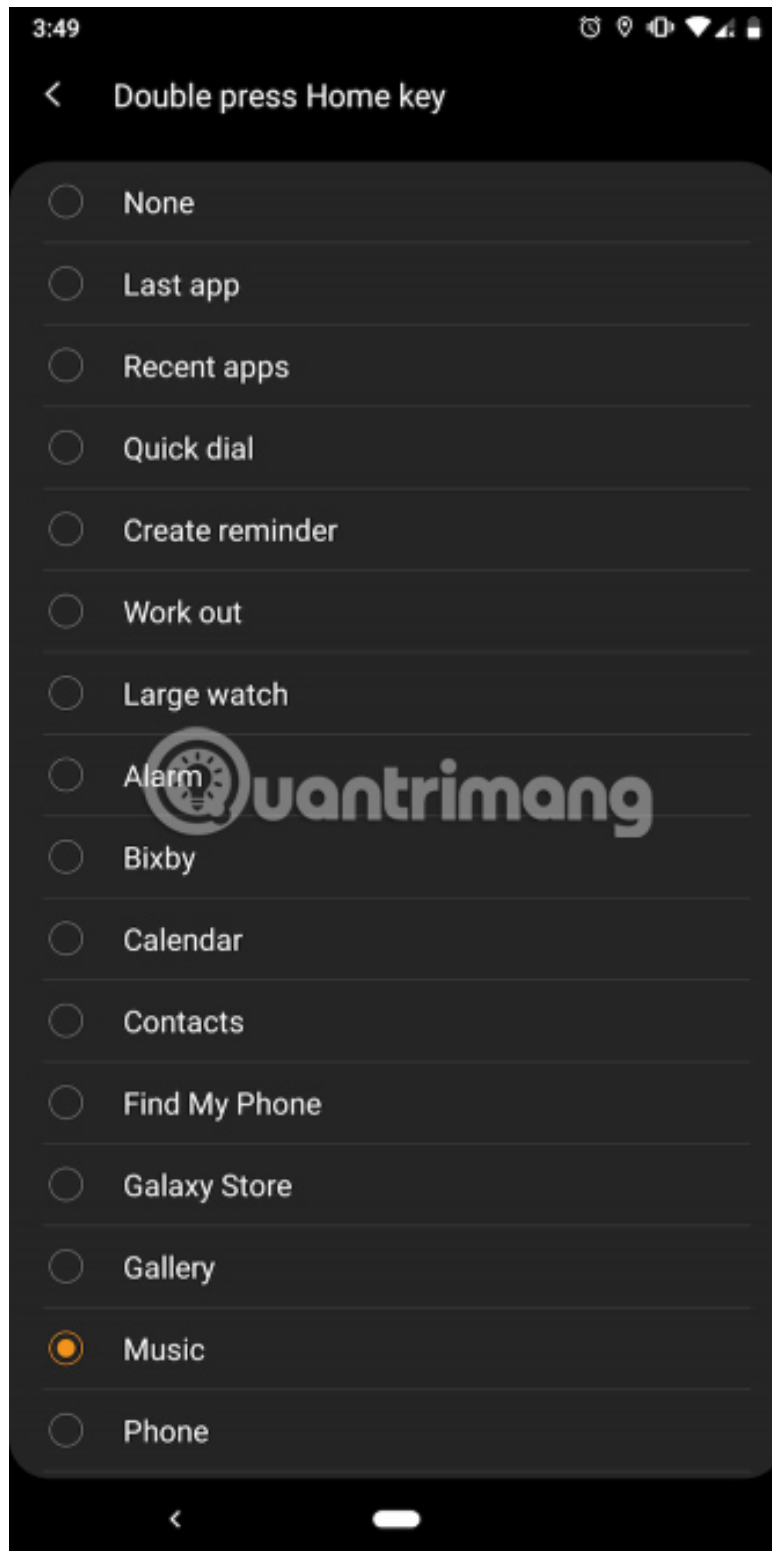 3:49
Double press Home key
None
Last app
Recent apps
Quick dial
Create reminder
Work out
Large watch
Alarm
Quantrimang
Bixby
Calendar
Contacts
Find My Phone
Galaxy Store
Gallery
Music
Phone